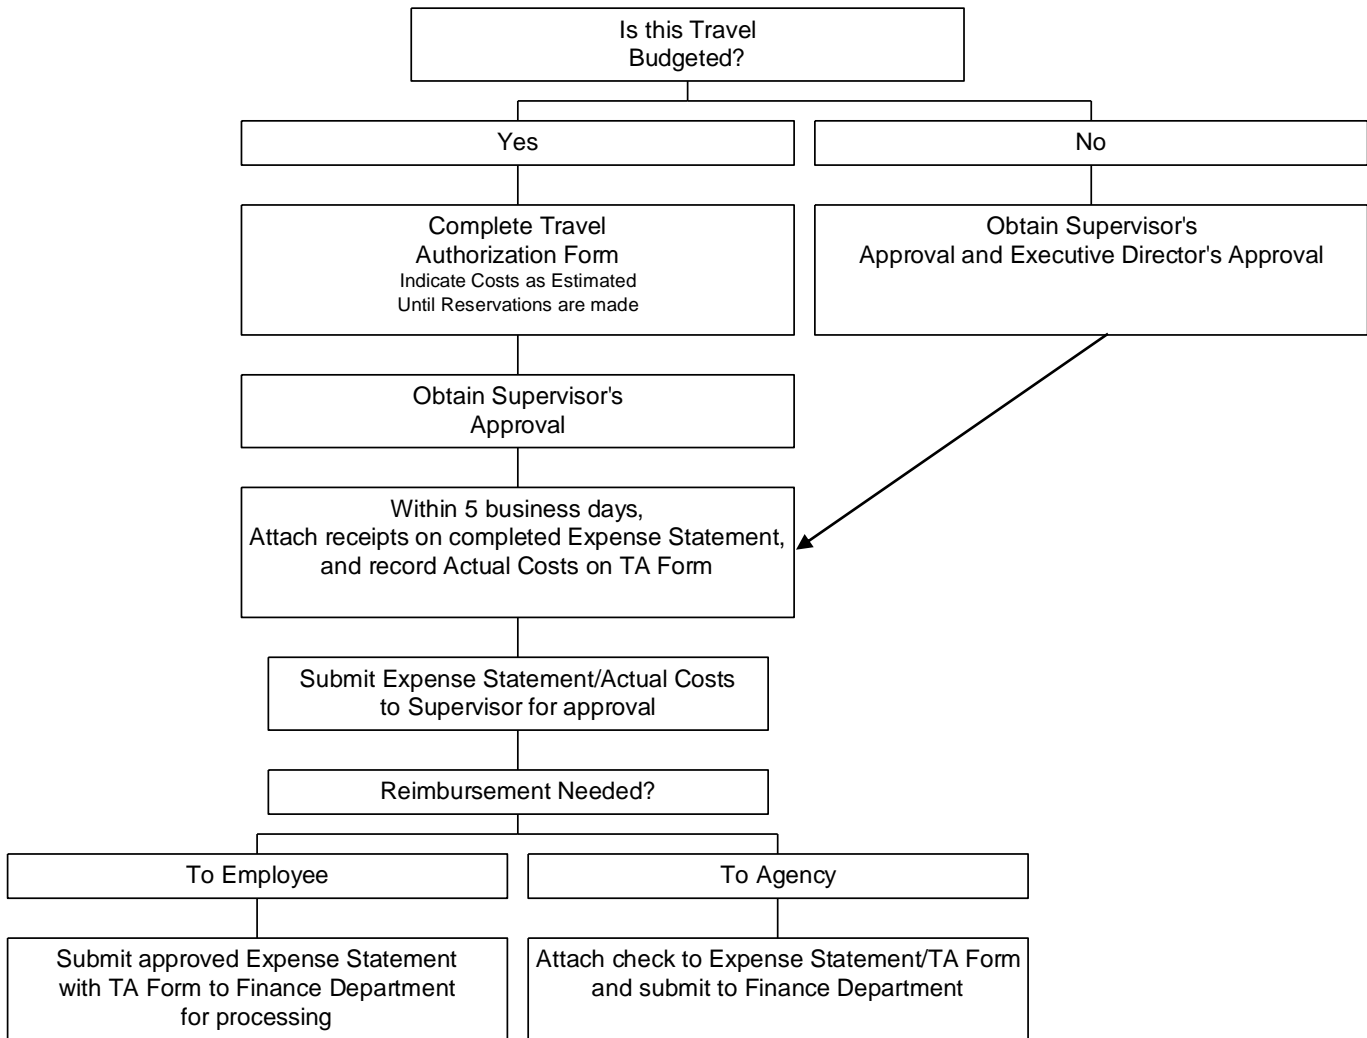 Is this Travel
Budgeted?
Yes
No
Complete Travel
Authorization Form
Indicate Costs as Estimated
Until Reservations are made
Obtain Supervisor's
Approval and Executive Director's Approval
Obtain Supervisor's
Approval
Within 5 business days,
Attach receipts on completed Expense Statement,
and record Actual Costs on TA Form
Submit Expense Statement/Actual Costs
to Supervisor for approval
Reimbursement Needed?
To Employee
To Agency
Submit approved Expense Statement
with TA Form to Finance Department
for processing
Attach check to Expense Statement/TA Form
and submit to Finance Department